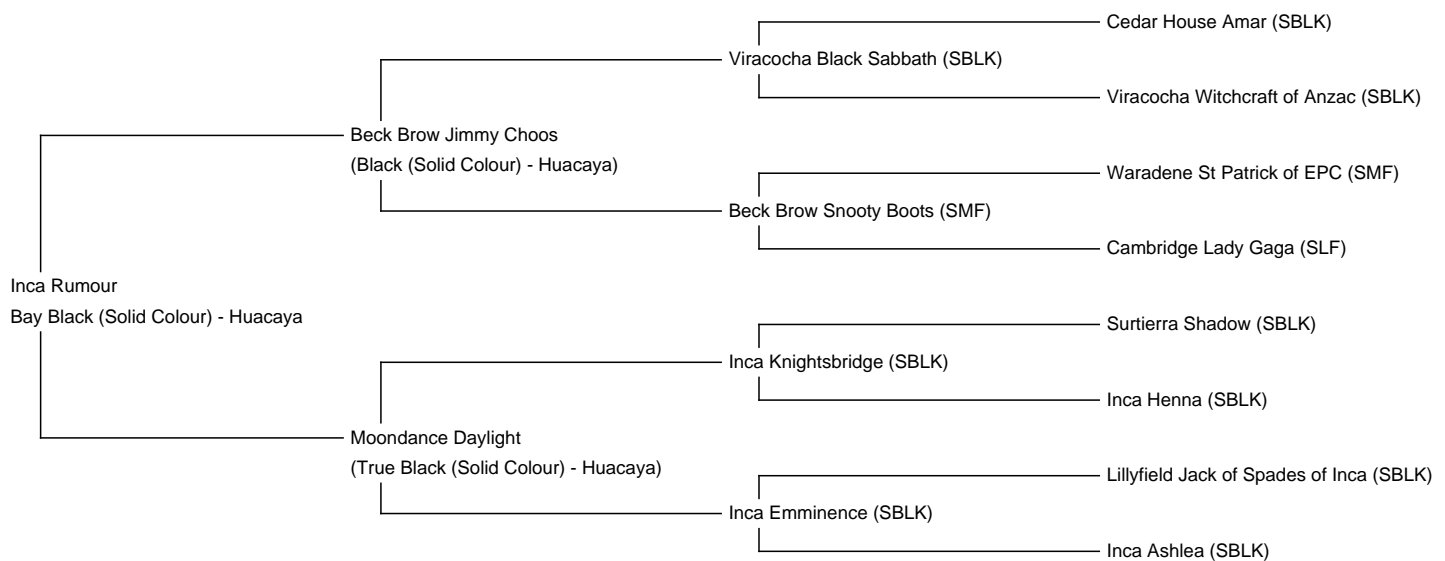 Cedar House Amar (SBLK)
Viracocha Black Sabbath (SBLK)
Viracocha Witchcraft of Anzac (SBLK)
Beck Brow Jimmy Choos
(Black (Solid Colour) - Huacaya)
Waradene St Patrick of EPC (SMF)
Beck Brow Snooty Boots (SMF)
Cambridge Lady Gaga (SLF)
Inca Rumour
Bay Black (Solid Colour) - Huacaya
Surtierra Shadow (SBLK)
Inca Knightsbridge (SBLK)
Inca Henna (SBLK)
Moondance Daylight
(True Black (Solid Colour) - Huacaya)
Lillyfield Jack of Spades of Inca (SBLK)
Inca Emminence (SBLK)
Inca Ashlea (SBLK)